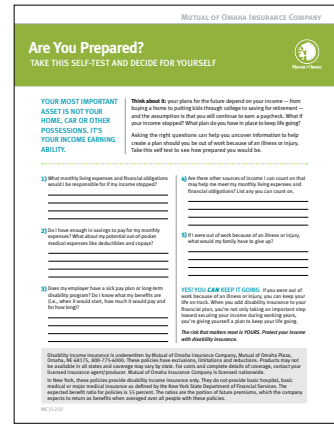 MUTUAL OF OMAHA INSURANCE COMPANY
Are You Prepared?
TAKE THIS SELF-TEST AND DECIDE FOR YOURSELF
MUTUAL of OMAHA
YOUR MOST IMPORTANT
ASSET IS NOT YOUR
HOME, CAR OR OTHER
POSSESSIONS. IT'S
YOUR INCOME EARNING
ABILITY.
Think about it: your plans for the future depend on your income — from
buying a home to putting kids through college to saving for retirement —
and the assumption is that you will continue to earn a paycheck. What if
your income stopped? What plan do you have in place to keep life going?
Asking the right questions can help you uncover information to help
create a plan should you be out of work because of an illness or injury.
Take this self test to see how prepared you would be.
1) What monthly living expenses and financial obligations
would I be responsible for if my income stopped?
2) Do I have enough in savings to pay for my monthly
expenses? What about my potential out-of-pocket
medical expenses like deductibles and copays?
3) Does my employer have a sick pay plan or long-term
disability program? Do I know what my benefits are
(i.e., when it would start, how much it would pay and
for how long)?
4) Are there other sources of income I can count on that
may help me meet my monthly living expenses and
financial obligations? List any you can count on.
5) If I were out of work because of an illness or injury,
what would my family have to give up?
YES! YOU CAN KEEP IT GOING If you were out of
work because of an illness or injury, you can keep your
life on track. When you add disability insurance to your
financial plan, you're not only taking an important step
toward securing your income during working years,
you're giving yourself a plan to keep your life going.
The risk that matters most is YOURS. Protect your income
with disability insurance.
Disability Income Insurance is underwritten by Mutual of Omaha Insurance Company, Mutual of Omaha Plaza,
Omaha, NE 68175, 800-775-6000. These policies have exclusions, limitations and reductions. Products may not
be available in all states and coverage may vary by state. For costs and complete details of coverage, contact your
licensed insurance agent/producer. Mutual of Omaha Insurance Company is licensed nationwide.
In New York, these policies provide disability income insurance only. They do not provide basic hospital, basic
medical or major medical insurance as defined by the New York State Department of Financial Services. The
expected benefit ratio for policies is 55 percent. The ratios are the portion of future premiums, which the company
expects to return as benefits when averaged over all people with these policies.
MC35250